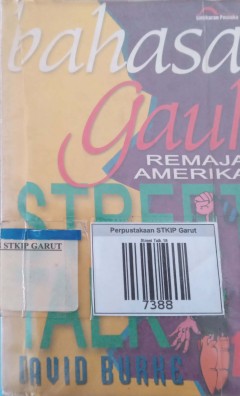 bahasa
gaul
REMAJA
AMERIKA
STREET
Perpustakaan STKIP Garut
STKIP GARUT
7388
TALK
DAVID BURKE